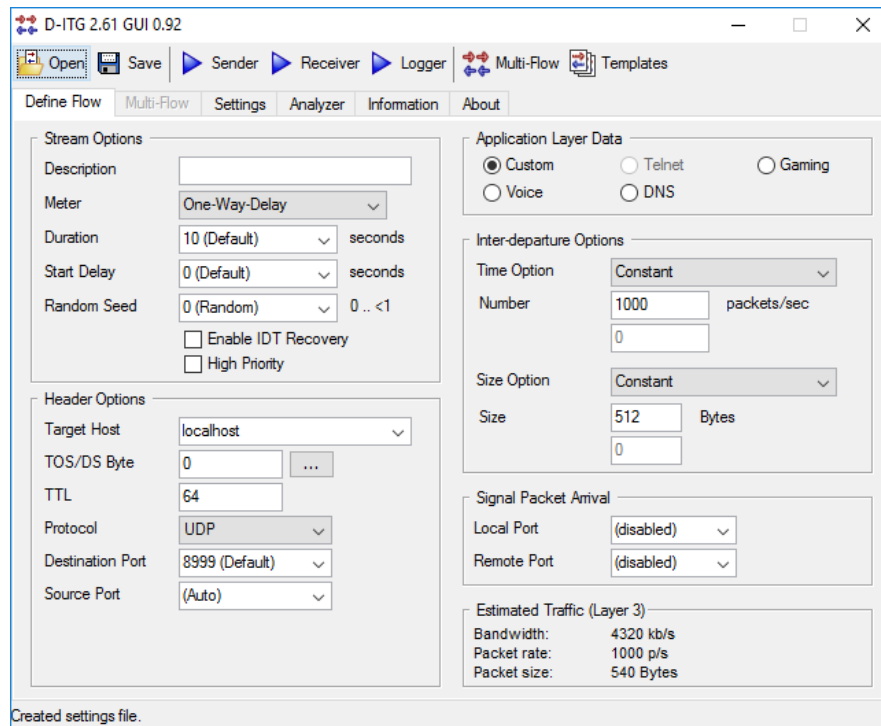 D-ITG 2.61 GUI 0.92
Open Save Sender Receiver Logger Multi-Flow Templates
Define Flow Multi-Flow Settings Analyzer Information About
Stream Options
Description
Meter One-Way-Delay
Duration 10 (Default) seconds
Start Delay 0 (Default) seconds
Random Seed 0 (Random) 0 .. <1
Enable IDT Recovery
High Priority
Header Options
Target Host localhost
TOS/DS Byte 0 ...
TTL 64
Protocol UDP
Destination Port 8999 (Default)
Source Port (Auto)
Application Layer Data
Custom Telnet Gaming
Voice DNS
Inter-departure Options
Time Option Constant
Number 1000 packets/sec
0
Size Option Constant
Size 512 Bytes
0
Signal Packet Arrival
Local Port (disabled)
Remote Port (disabled)
Estimated Traffic (Layer 3)
Bandwidth: 4320 kb/s
Packet rate: 1000 p/s
Packet size: 540 Bytes
Created settings file.